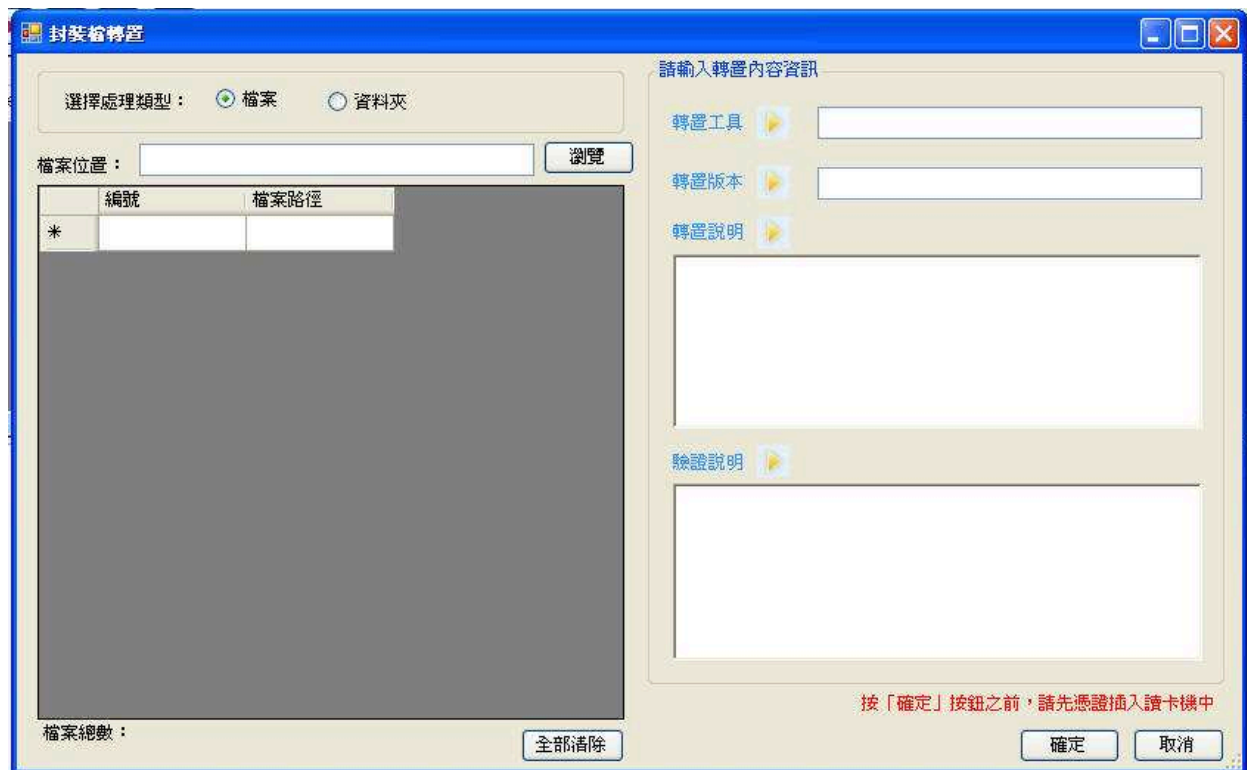 封裝檔轉置
選擇處理類型： 檔案 資料夾
檔案位置： 瀏覽
編號 檔案路徑
*
檔案總數：
全部清除
請輸入轉置內容資訊
轉置工具
轉置版本
轉置說明
驗證說明
按「確定」按鈕之前，請先憑證插入讀卡機中
確定 取消